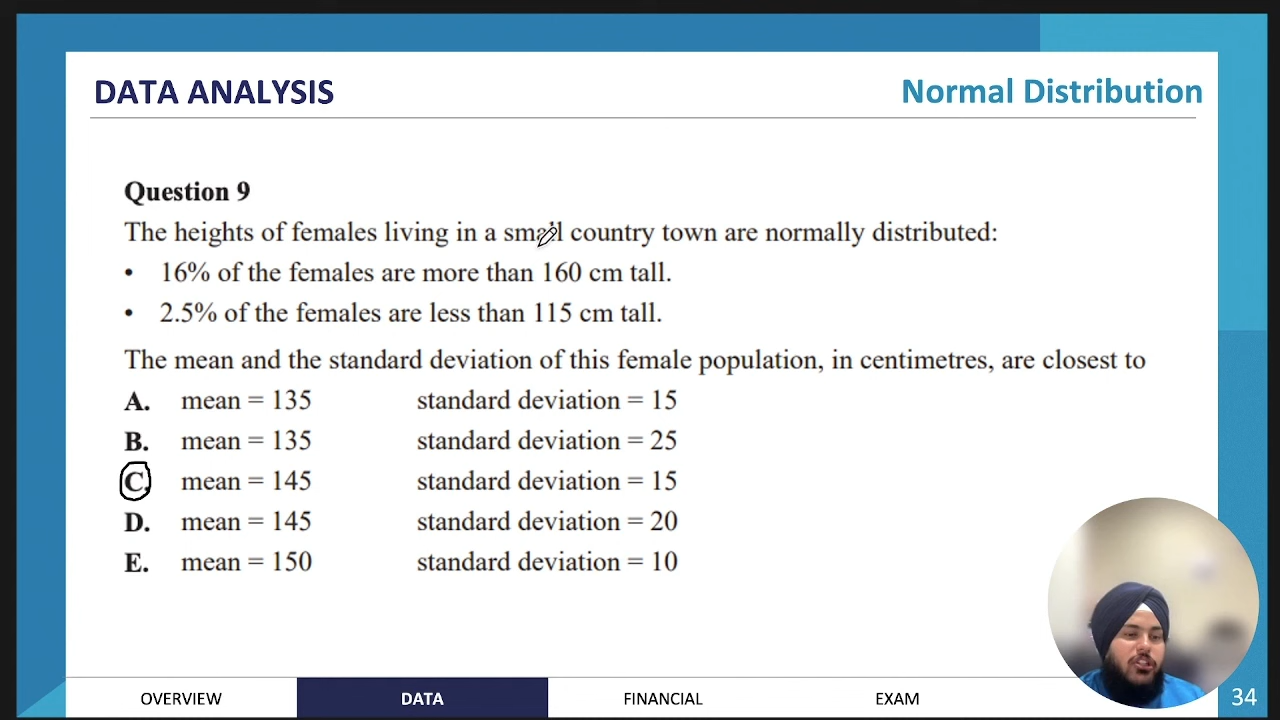 DATA ANALYSIS
Normal Distribution
Question 9
The heights of females living in a small country town are normally distributed:
• 16% of the females are more than 160 cm tall.
• 2.5% of the females are less than 115 cm tall.
The mean and the standard deviation of this female population, in centimetres, are closest to
A. mean = 135 standard deviation = 15
B. mean = 135 standard deviation = 25
C. mean = 145 standard deviation = 15
D. mean = 145 standard deviation = 20
E. mean = 150 standard deviation = 10
OVERVIEW DATA FINANCIAL EXAM 34